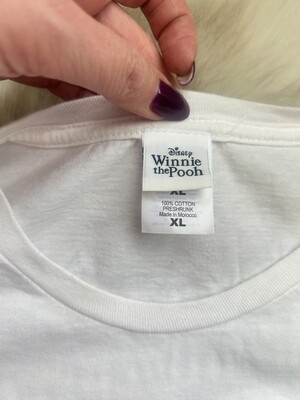 Disney
Winnie
the Pooh
XL
100% COTTON
PRESHRUNK
Made in Morocco
XL